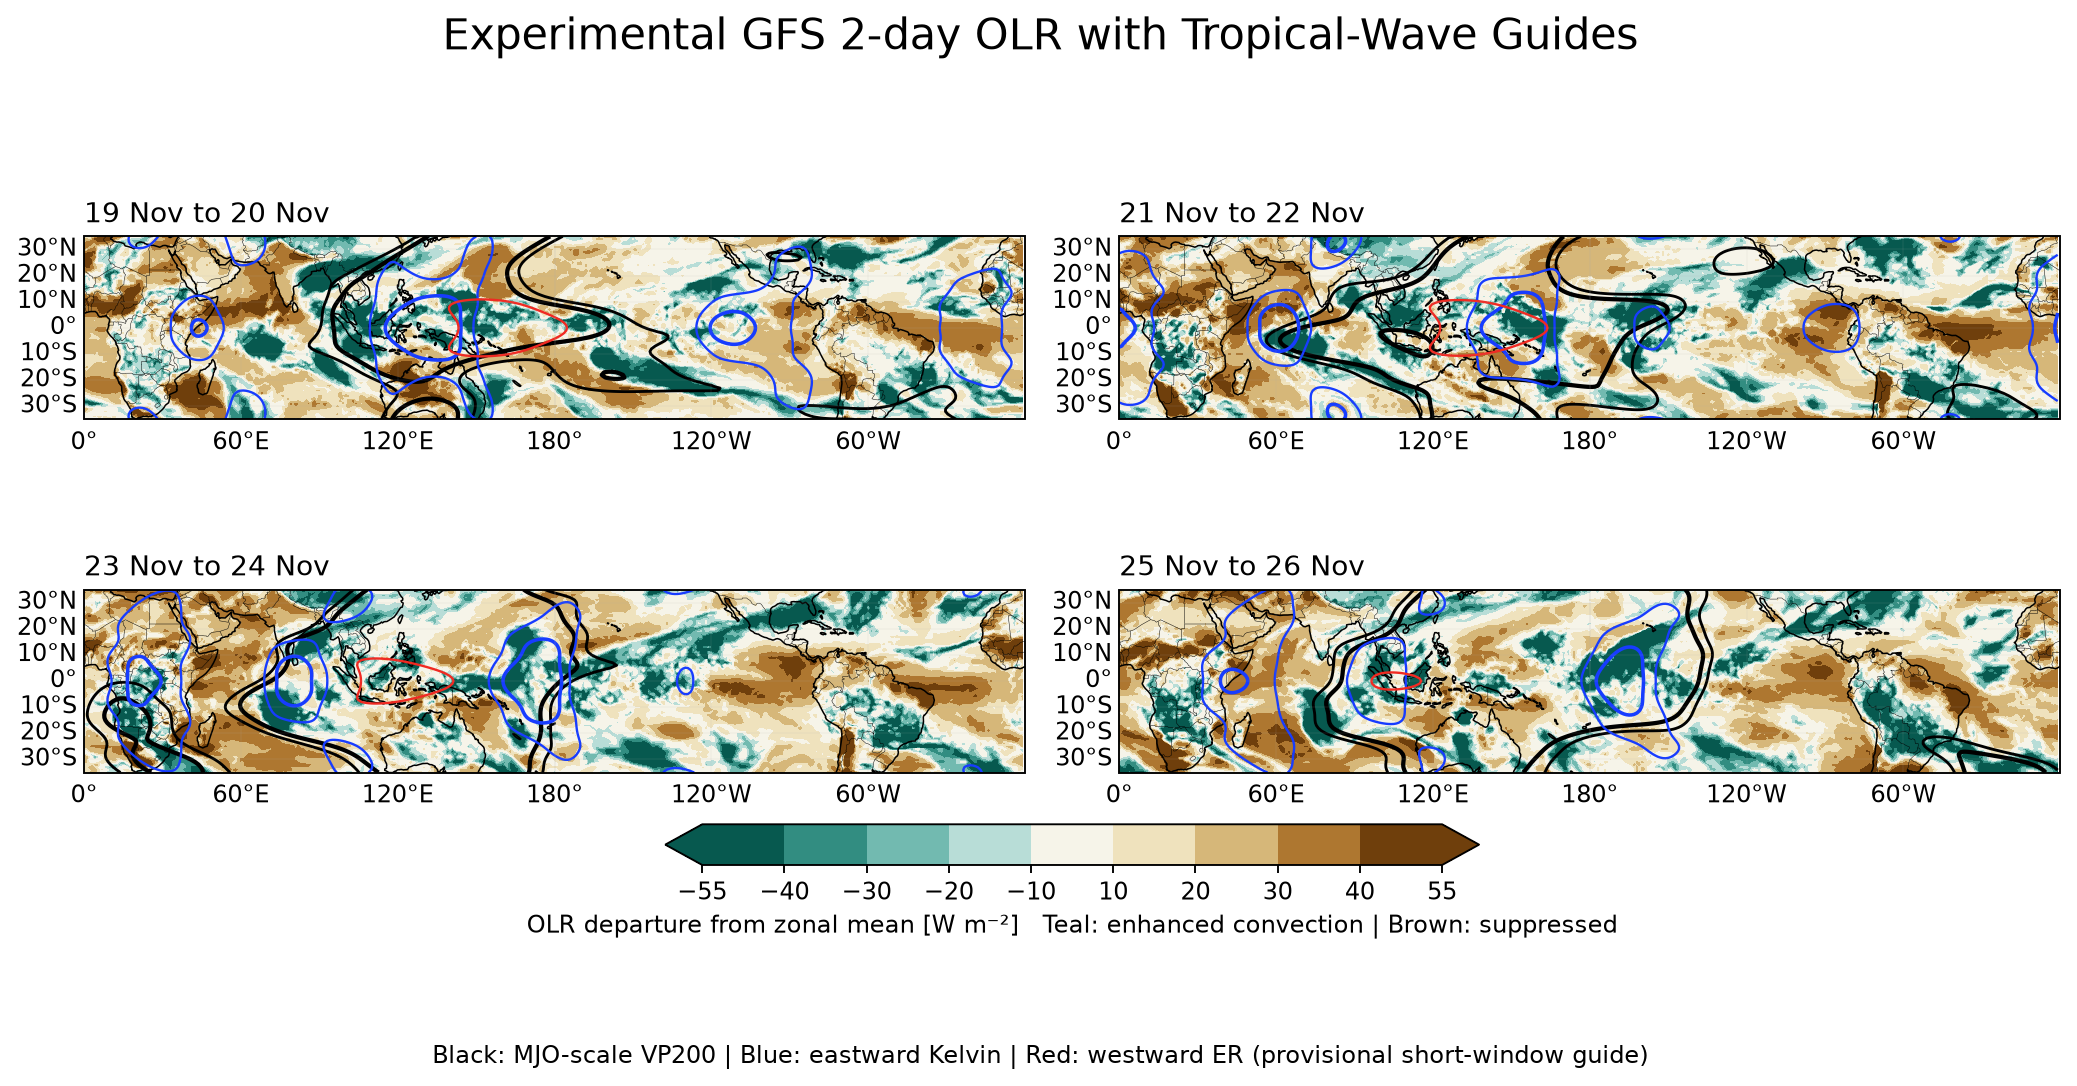 Experimental GFS 2-day OLR with Tropical-Wave Guides
19 Nov to 20 Nov
30°N
20°N
10°N
0°
10°S
20°S
30°S
0° 60°E 120°E 180° 120°W 60°W
21 Nov to 22 Nov
30°N
20°N
10°N
0°
10°S
20°S
30°S
0° 60°E 120°E 180° 120°W 60°W
23 Nov to 24 Nov
30°N
20°N
10°N
0°
10°S
20°S
30°S
0° 60°E 120°E 180° 120°W 60°W
25 Nov to 26 Nov
30°N
20°N
10°N
0°
10°S
20°S
30°S
0° 60°E 120°E 180° 120°W 60°W
−55 −40 −30 −20 −10 10 20 30 40 55
OLR departure from zonal mean [W m⁻²] Teal: enhanced convection | Brown: suppressed
Black: MJO-scale VP200 | Blue: eastward Kelvin | Red: westward ER (provisional short-window guide)